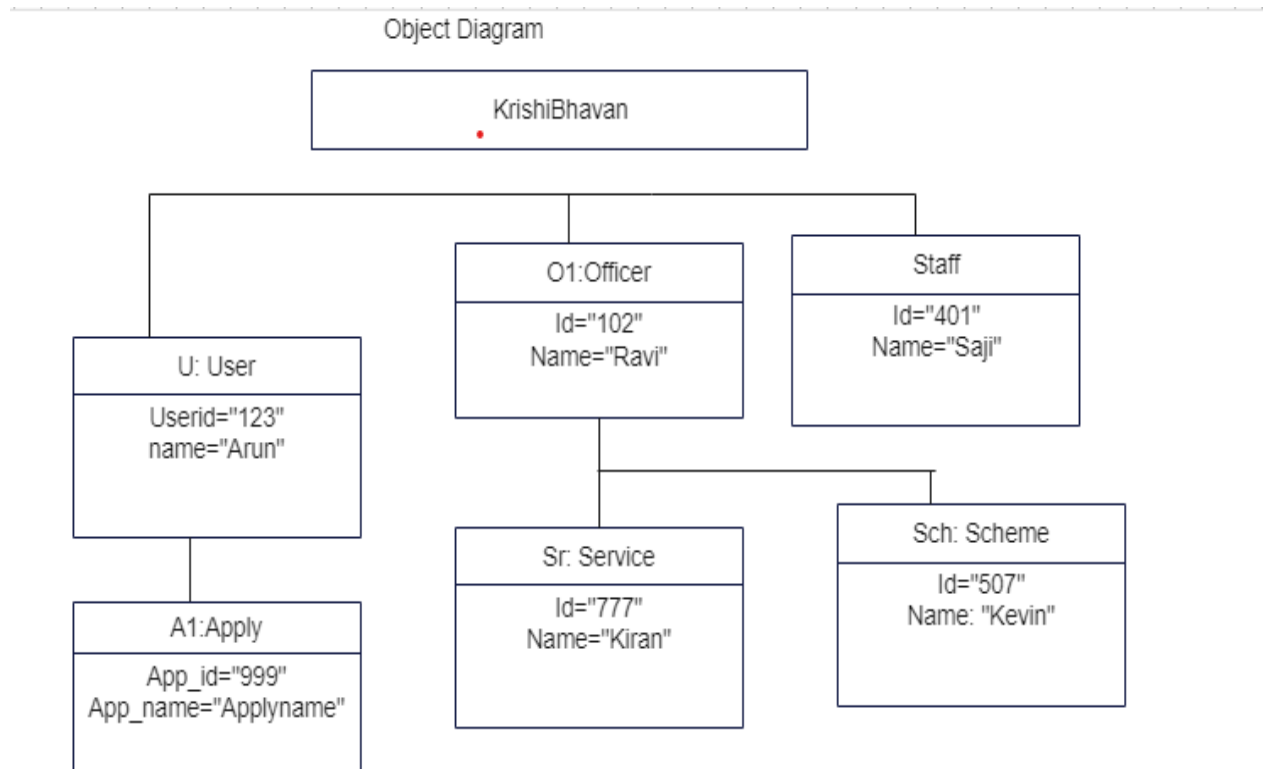 Object Diagram
KrishiBhavan
O1:Officer
Id="102"
Name="Ravi"
Staff
Id="401"
Name="Saji"
U: User
Userid="123"
name="Arun"
Sr: Service
Id="777"
Name="Kiran"
Sch: Scheme
Id="507"
Name: "Kevin"
A1:Apply
App_id="999"
App_name="Applyname"